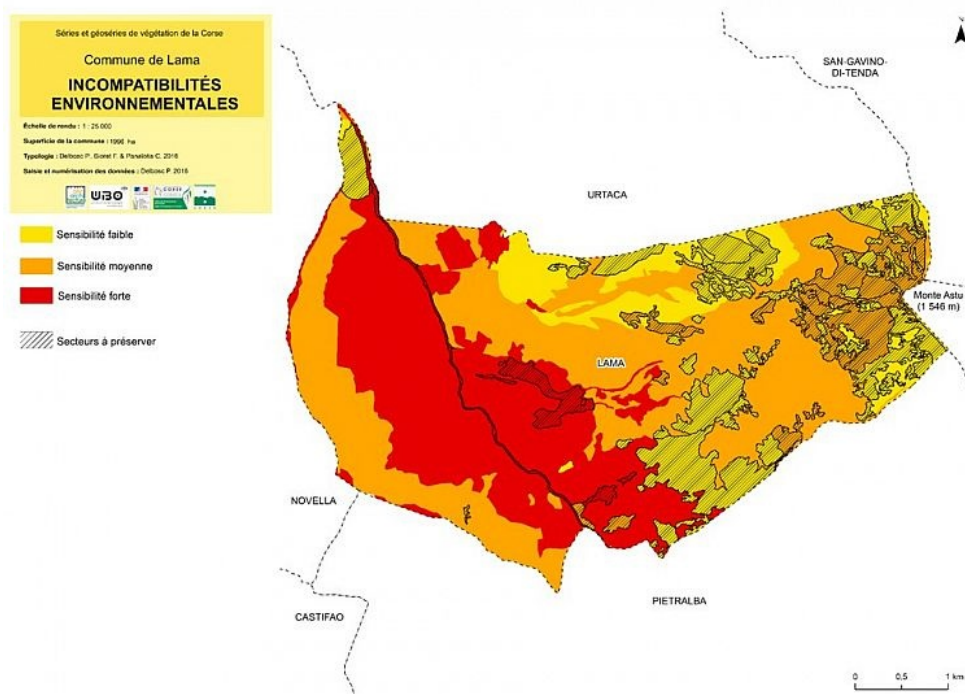 Séries et géoséries de végétation de la Corse
Commune de Lama
INCOMPATIBILITÉS
ENVIRONNEMENTALES
Échelle de rendu : 1 : 25 000
Superficie de la commune : 1996 ha
Typologie : Delbosc P., Bioret F. & Panaïotis C. 2016
Saisie et numérisation des données : Delbosc P. 2016
UBO
CORSE
Sensibilité faible
Sensibilité moyenne
Sensibilité forte
Secteurs à préserver
SAN-GAVINO-
DI-TENDA
URTACA
Monte Astu
(1 546 m)
LAMA
NOVELLA
CASTIFAO
PIETRALBA
0 0,5 1 km